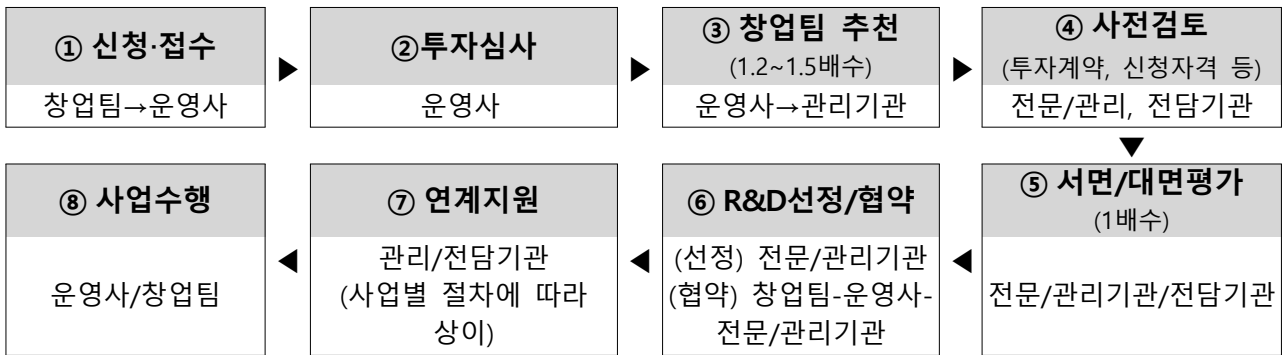 ① 신청·접수
창업팀→운영사
▶
②투자심사
운영사
▶
③ 창업팀 추천
(1.2~1.5배수)
운영사→관리기관
▶
④ 사전검토
(투자계약, 신청자격 등)
전문/관리, 전담기관
▼
⑤ 서면/대면평가
(1배수)
전문/관리기관/전담기관
◀
⑥ R&D선정/협약
(선정) 전문/관리기관
(협약) 창업팀-운영사-
전문/관리기관
◀
⑦ 연계지원
관리/전담기관
(사업별 절차에 따라
상이)
◀
⑧ 사업수행
운영사/창업팀